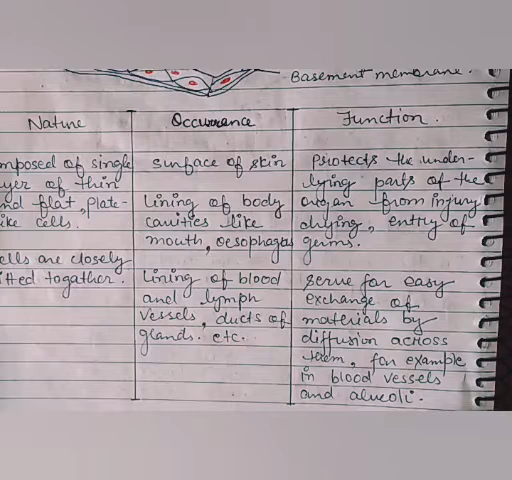 Basement membrane.
Nature
mposed of single
yer of thin
nd flat, plate-
ike cells.
ells are closely
itted togather.
Occurrence
surface of skin
Lining of body
cavities like
mouth, oesophagus
Lining of blood
and lymph
vessels, ducts of
glands. etc.
Function.
Protects the under-
lying parts of the
organ from injury
drying, entry of
germs.
serve for easy
exchange of
materials by
diffusion across
them, for example
in blood vessels
and alveoli.